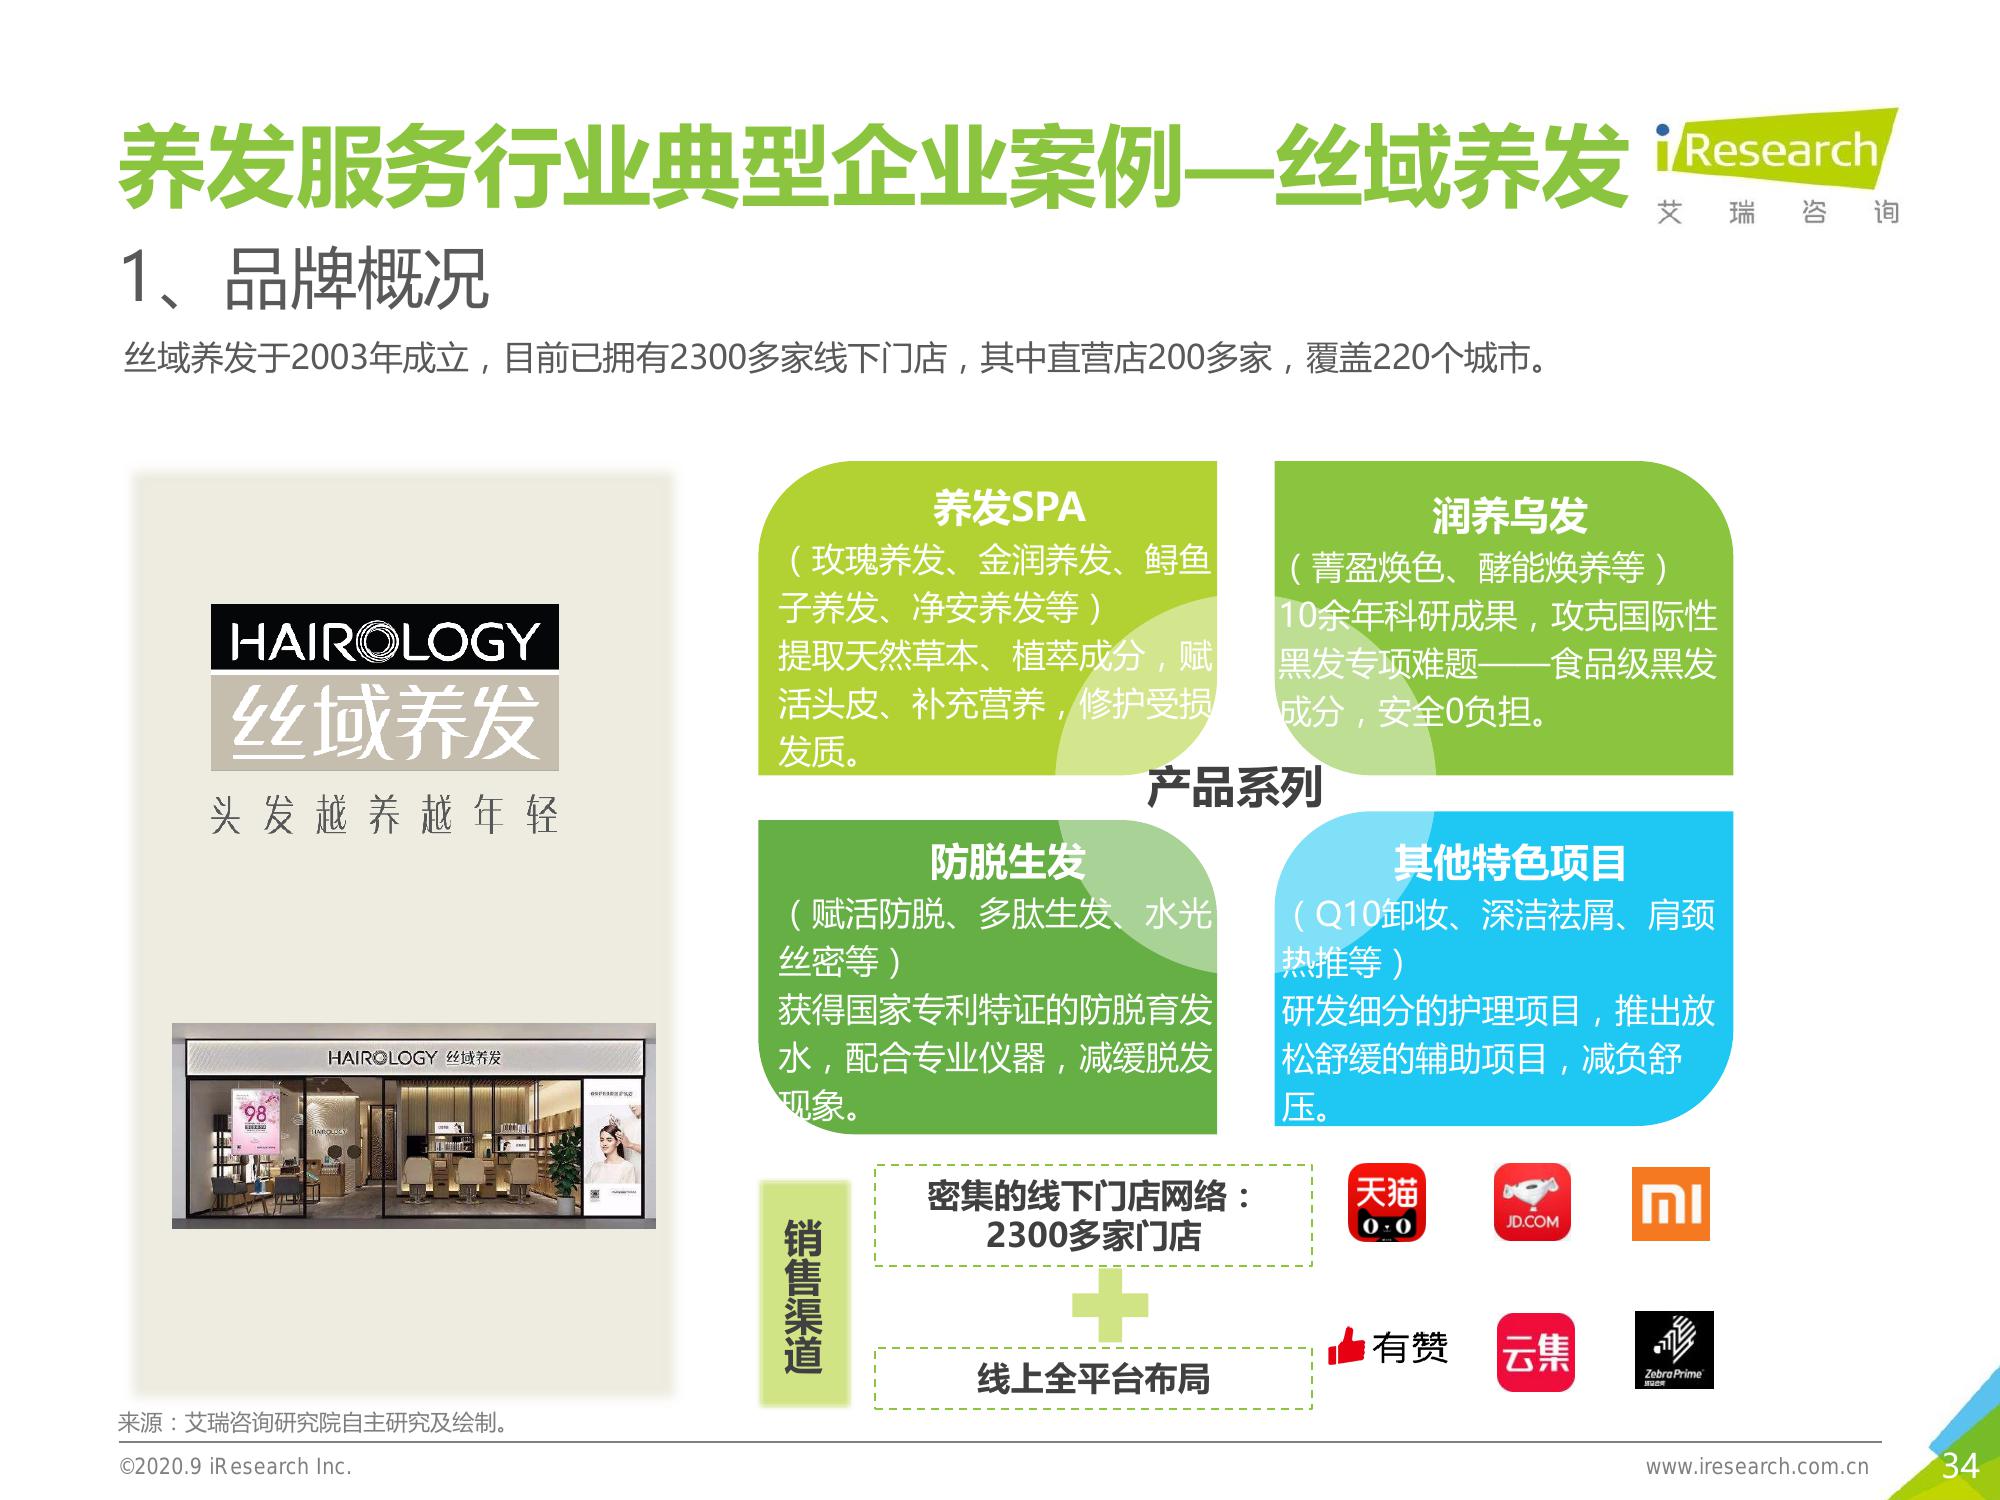 养发服务行业典型企业案例—丝域养发
iResearch
艾瑞咨询
1、品牌概况
丝域养发于2003年成立，目前已拥有2300多家线下门店，其中直营店200多家，覆盖220个城市。
HAIROLOGY
丝域养发
头发越养越年轻
HAIROLOGY 丝域养发
98
HAIROLOGY
养发SPA
（玫瑰养发、金润养发、鲟鱼
子养发、净安养发等）
提取天然草本、植萃成分，赋
活头皮、补充营养，修护受损
发质。
润养乌发
（菁盈焕色、酵能焕养等）
10余年科研成果，攻克国际性
黑发专项难题——食品级黑发
成分，安全0负担。
产品系列
防脱生发
（赋活防脱、多肽生发、水光
丝密等）
获得国家专利特证的防脱育发
水，配合专业仪器，减缓脱发
现象。
其他特色项目
（Q10卸妆、深洁祛屑、肩颈
热推等）
研发细分的护理项目，推出放
松舒缓的辅助项目，减负舒
压。
销售渠道
密集的线下门店网络：
2300多家门店
线上全平台布局
天猫
JD.COM
mi
有赞
云集
Zebra Prime
来源：艾瑞咨询研究院自主研究及绘制。
©2020.9 iResearch Inc.
www.iresearch.com.cn
34